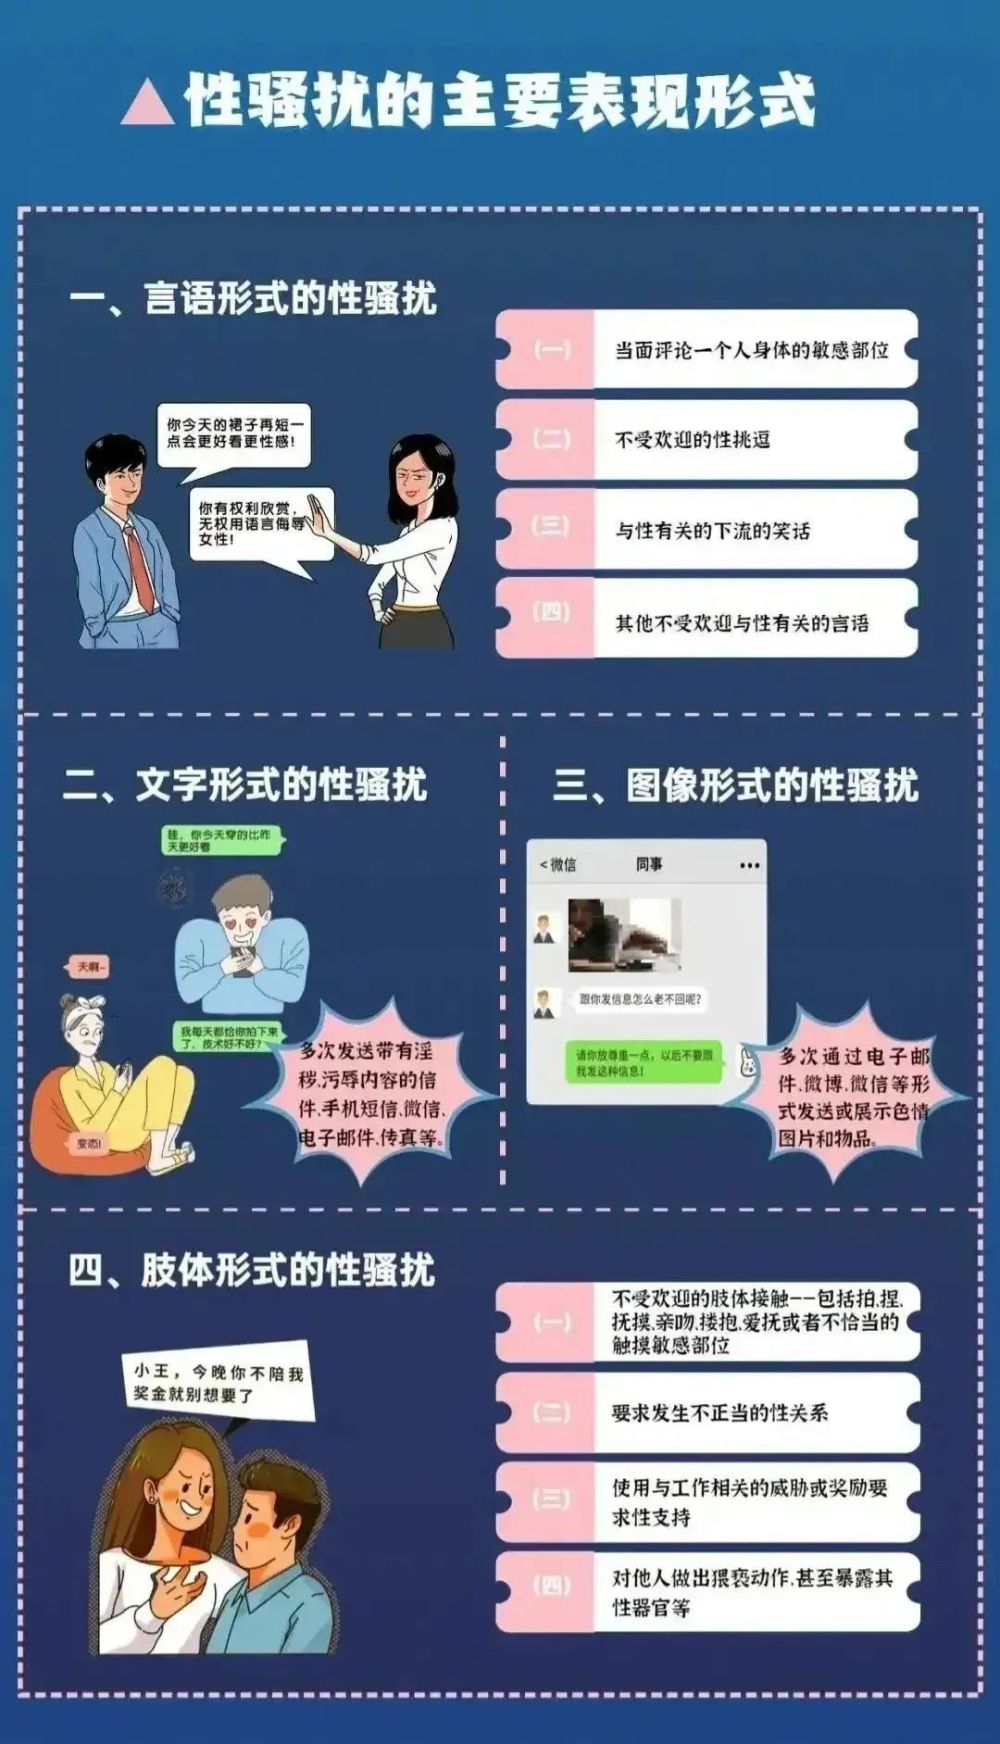 性骚扰的主要表现形式
一、言语形式的性骚扰
你今天的裙子再短一
点会更好看更性感!
你有权利欣赏,
无权用语言侮辱
女性!
(一)
当面评论一个人身体的敏感部位
(二)
不受欢迎的性挑逗
(三)
与性有关的下流的笑话
(四)
其他不受欢迎与性有关的言语
二、文字形式的性骚扰
哇，你今天穿的比昨
天更好看
天啊~
我每天都给你拍下来
了、技术好不好?
变态!
多次发送带有淫
秽、污辱内容的信
件、手机短信、微信、
电子邮件、传真等。
三、图像形式的性骚扰
<微信
同事
•••
跟你发信息怎么老不回呢?
请你放尊重一点，以后不要跟
我发这种信息!
多次通过电子邮
件、微博、微信等形
式发送或展示色情
图片和物品。
四、肢体形式的性骚扰
小王，今晚你不陪我
奖金就别想要了
(一)
不受欢迎的肢体接触——包括拍、捏、
抚摸、亲吻、搂抱、爱抚或者不恰当的
触摸敏感部位
(二)
要求发生不正当的性关系
(三)
使用与工作相关的威胁或奖励要
求性支持
(四)
对他人做出猥亵动作、甚至暴露其
性器官等